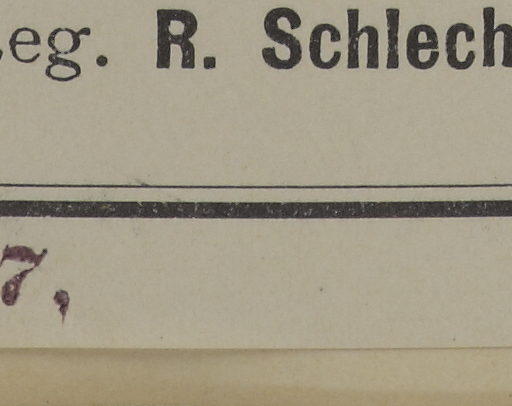 eg. R. Schlech
7,